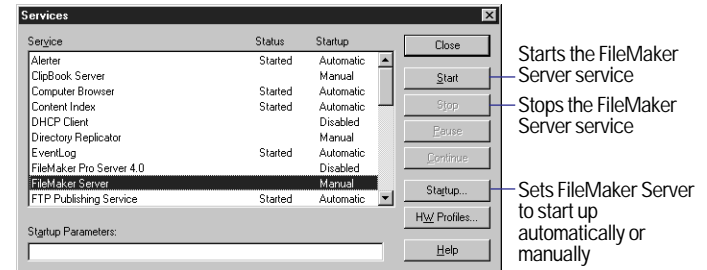 Services
Service Status Startup
Alerter Started Automatic
ClipBook Server Manual
Computer Browser Started Automatic
Content Index Started Automatic
DHCP Client Disabled
Directory Replicator Manual
EventLog Started Automatic
FileMaker Pro Server 4.0 Disabled
FileMaker Server Manual
FTP Publishing Service Started Automatic
Startup Parameters:
Close
Start
Stop
Pause
Continue
Startup...
HW Profiles...
Help
Starts the FileMaker
Server service
Stops the FileMaker
Server service
Sets FileMaker Server
to start up
automatically or
manually